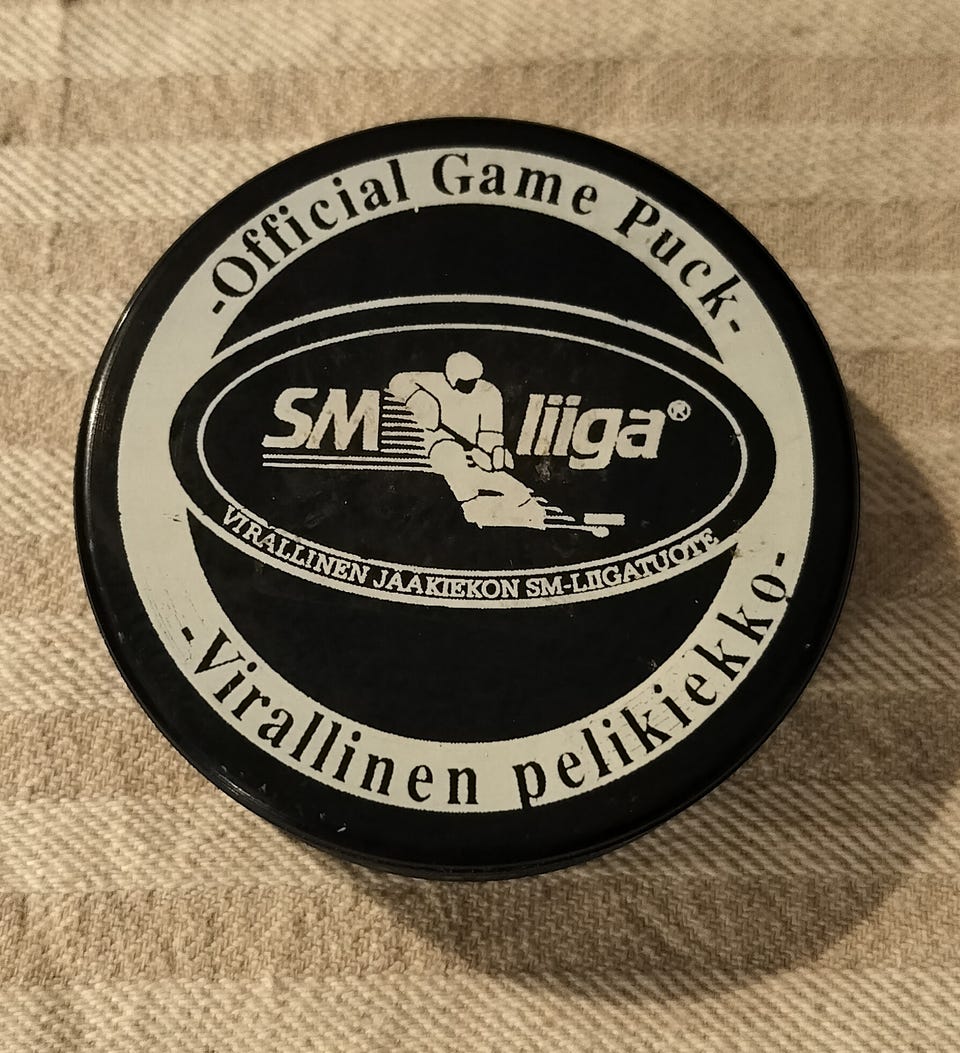 -Official Game Puck-
SM liiga®
VIRALLINEN JÄÄKIEKON SM-LIIGATUOTE
-Virallinen pelikiekko-